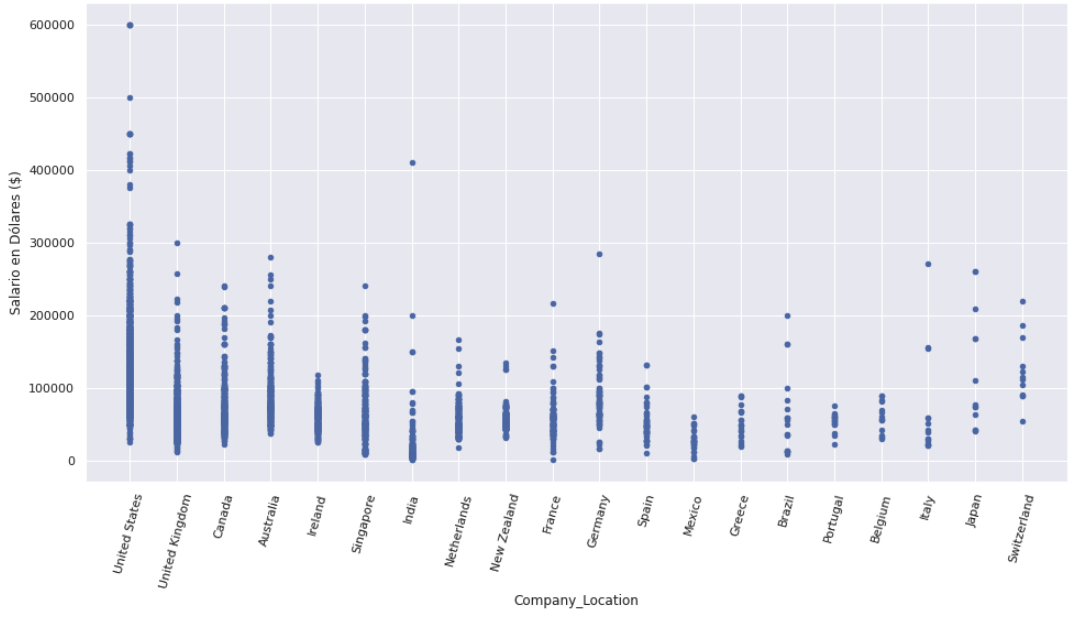 600000
500000
400000
300000
200000
100000
0
Salario en Dólares ($)
United States
United Kingdom
Canada
Australia
Ireland
Singapore
India
Netherlands
New Zealand
France
Germany
Spain
Mexico
Greece
Brazil
Portugal
Belgium
Italy
Japan
Switzerland
Company_Location